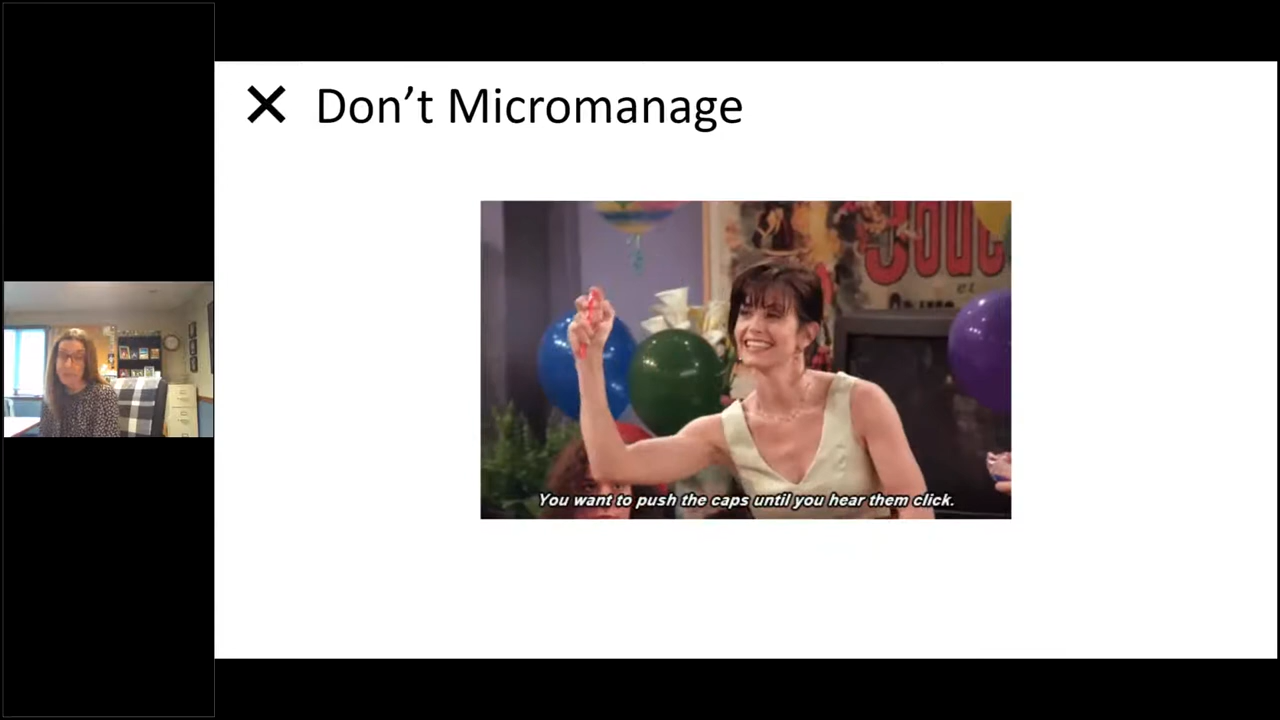 Don’t Micromanage
You want to push the caps until you hear them click.